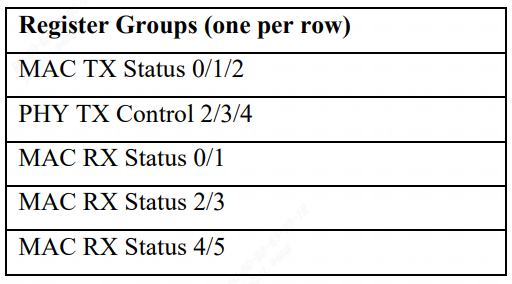 Register Groups (one per row)
MAC TX Status 0/1/2
PHY TX Control 2/3/4
MAC RX Status 0/1
MAC RX Status 2/3
MAC RX Status 4/5